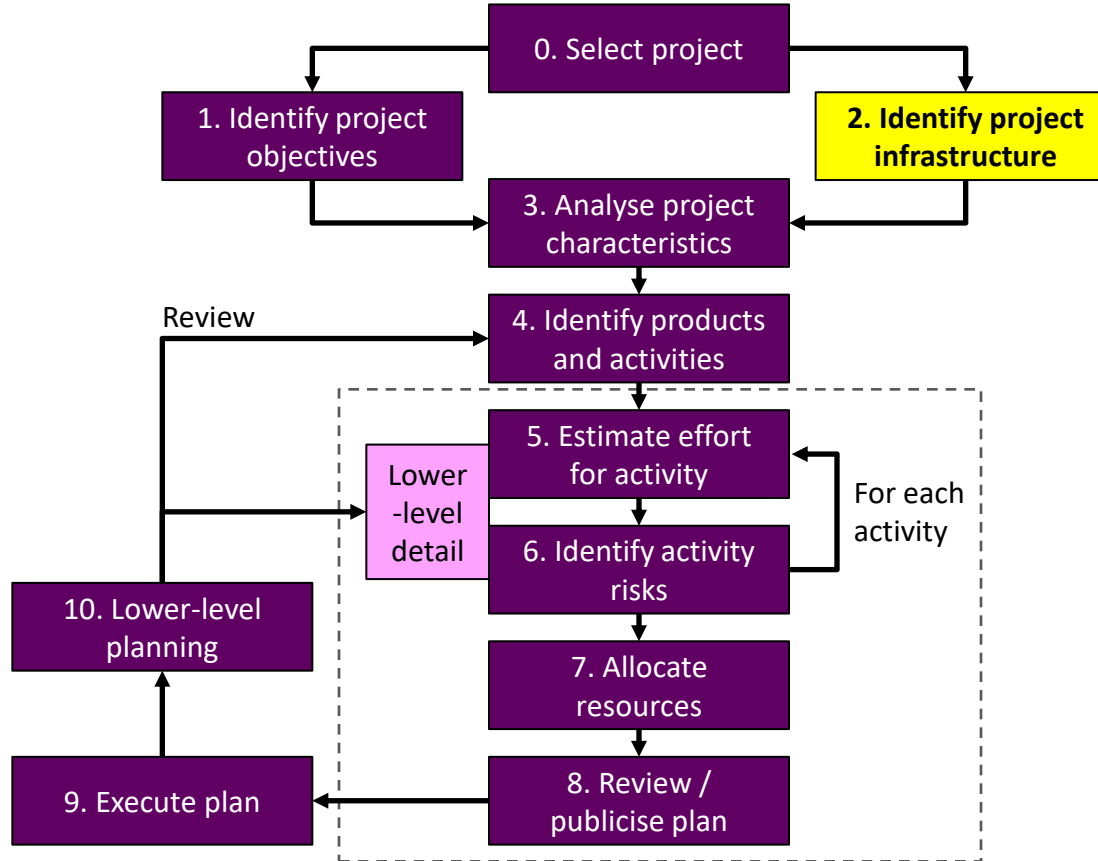 0. Select project
1. Identify project
objectives
2. Identify project
infrastructure
3. Analyse project
characteristics
Review
4. Identify products
and activities
5. Estimate effort
for activity
Lower
-level
detail
For each
activity
6. Identify activity
risks
10. Lower-level
planning
7. Allocate
resources
9. Execute plan
8. Review /
publicise plan